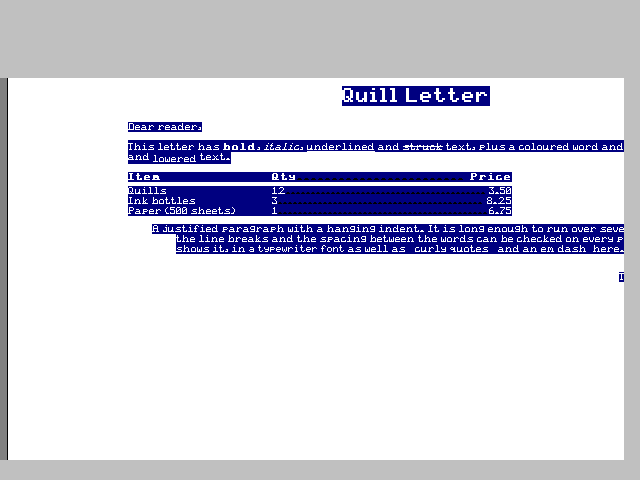 Quill Letter
Dear reader,
This letter has bold, italic, underlined and struck text, plus a coloured word and
and lowered text.
Item Qty Price
Quills 12 3.50
Ink bottles 3 8.25
Paper (500 sheets) 1 6.75
A justified paragraph with a hanging indent. It is long enough to run over
the line breaks and the spacing between the words can be checked on every
shows it, in a typewriter font as well as curly quotes and an em dash here.